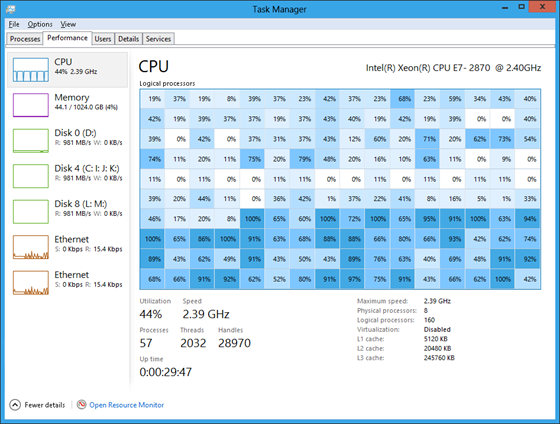 Task Manager
File Options View
Processes Performance Users Details Services
CPU
44% 2.39 GHz
Memory
44.1 / 1024.0 GB (4%)
Disk 0 (D:)
R: 981 MB/s W: 0 KB/s
Disk 4 (C: I: J: K:)
R: 981 MB/s W: 0 KB/s
Disk 8 (L: M:)
R: 981 MB/s W: 0 KB/s
Ethernet
S: 0 Kbps R: 15.4 Kbps
Ethernet
S: 0 Kbps R: 15.4 Kbps
CPU Intel(R) Xeon(R) CPU E7- 2870 @ 2.40GHz
Logical processors
19% 37% 19% 8% 39% 37% 23% 42% 37% 23% 68% 23% 59% 34% 43% 40%
42% 19% 39% 37% 37% 19% 37% 43% 40% 19% 42% 19% 39% 0% 0% 40%
39% 0% 42% 0% 37% 31% 37% 43% 12% 60% 20% 71% 20% 62% 73% 54%
74% 11% 20% 11% 75% 20% 79% 48% 20% 16% 10% 63% 11% 0% 9% 0%
11% 11% 11% 0% 11% 11% 11% 11% 11% 0% 0% 0% 0% 0% 0% 0%
39% 20% 44% 11% 0% 36% 42% 1% 37% 22% 41% 8% 16% 5% 1% 33%
46% 17% 20% 8% 100% 65% 60% 100% 72% 100% 65% 95% 91% 100% 63% 94%
100% 65% 86% 100% 91% 63% 68% 88% 88% 66% 80% 66% 93% 42% 62% 74%
89% 43% 62% 49% 91% 43% 50% 43% 89% 76% 63% 40% 69% 48% 91% 92%
68% 66% 91% 92% 62% 52% 80% 91% 97% 75% 91% 43% 66% 62% 100% 42%
Utilization Speed
44% 2.39 GHz
Processes Threads Handles
57 2032 28970
Up time
0:00:29:47
Maximum speed: 2.39 GHz
Physical processors: 8
Logical processors: 160
Virtualization: Disabled
L1 cache: 5120 KB
L2 cache: 20480 KB
L3 cache: 245760 KB
Fewer details Open Resource Monitor